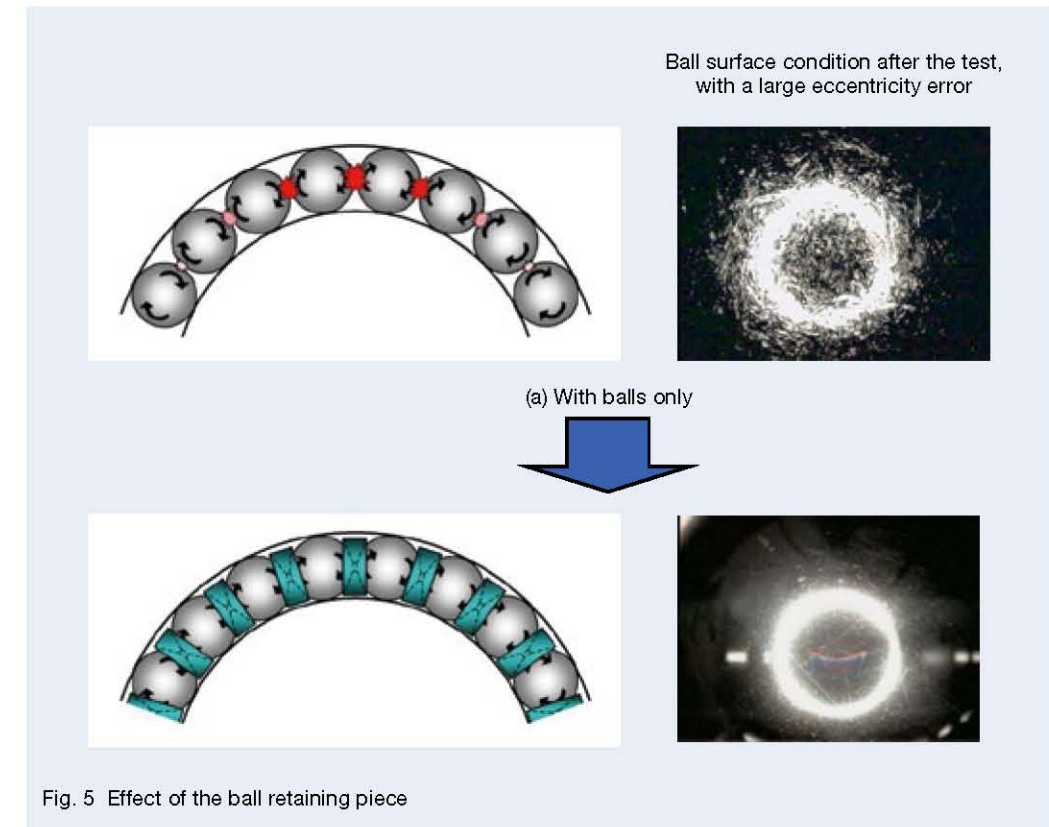 Ball surface condition after the test,
with a large eccentricity error
(a) With balls only
Fig. 5 Effect of the ball retaining piece